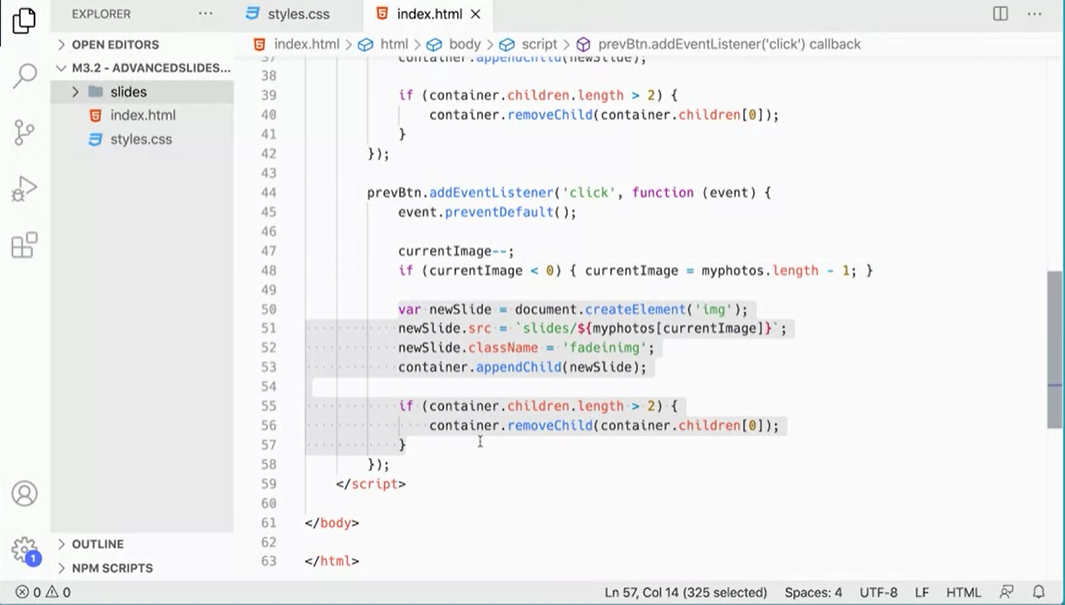 EXPLORER ···
OPEN EDITORS
M3.2 - ADVANCEDSLIDES...
slides
index.html
styles.css
OUTLINE
NPM SCRIPTS
1
styles.css
index.html
index.html > html > body > script > prevBtn.addEventListener('click') callback
37 container.appendChild(newSlide);
38
39 if (container.children.length > 2) {
40 container.removeChild(container.children[0]);
41 }
42 });
43
44 prevBtn.addEventListener('click', function (event) {
45 event.preventDefault();
46
47 currentImage--;
48 if (currentImage < 0) { currentImage = myphotos.length - 1; }
49
50 var newSlide = document.createElement('img');
51 newSlide.src = `slides/${myphotos[currentImage]}`;
52 newSlide.className = 'fadeinimg';
53 container.appendChild(newSlide);
54
55 if (container.children.length > 2) {
56 container.removeChild(container.children[0]);
57 }
58 });
59 </script>
60
61 </body>
62
63 </html>
0 0 Ln 57, Col 14 (325 selected) Spaces: 4 UTF-8 LF HTML